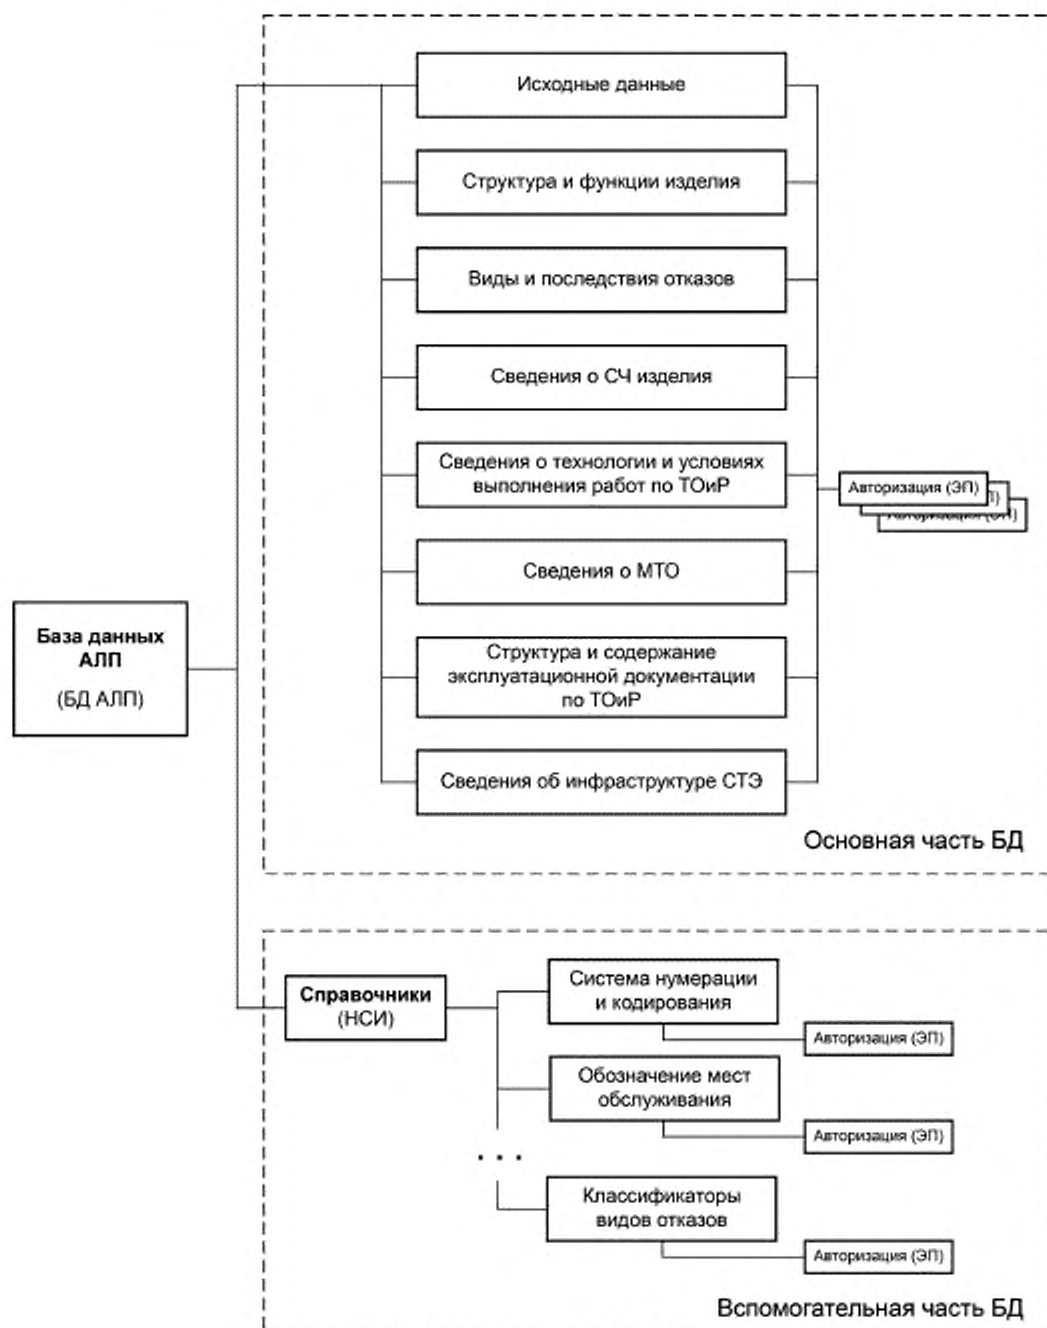 Исходные данные
Структура и функции изделия
Виды и последствия отказов
Сведения о СЧ изделия
Сведения о технологии и условиях
выполнения работ по ТОиР
Авторизация (ЭП)
Сведения о МТО
База данных
АЛП
(БД АЛП)
Структура и содержание
эксплуатационной документации
по ТОиР
Сведения об инфраструктуре СТЭ
Основная часть БД
Справочники
(НСИ)
Система нумерации
и кодирования
Авторизация (ЭП)
Обозначение мест
обслуживания
Авторизация (ЭП)
. . .
Классификаторы
видов отказов
Авторизация (ЭП)
Вспомогательная часть БД